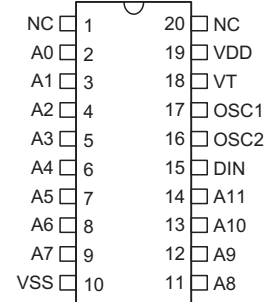 NC 1 20 NC
A0 2 19 VDD
A1 3 18 VT
A2 4 17 OSC1
A3 5 16 OSC2
A4 6 15 DIN
A5 7 14 A11
A6 8 13 A10
A7 9 12 A9
VSS 10 11 A8